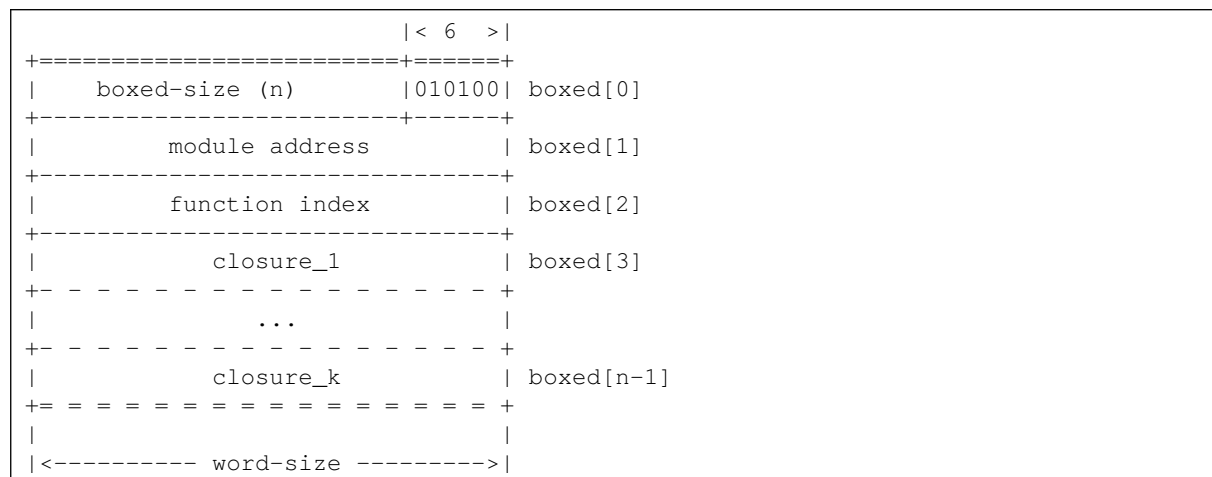 |< 6  >|
+=========================+======+
|    boxed-size (n)       |010100| boxed[0]
+-------------------------+------+
|         module address         | boxed[1]
+--------------------------------+
|         function index         | boxed[2]
+--------------------------------+
|            closure_1           | boxed[3]
+- - - - - - - - - - - - - - - - +
|               ...              |
+- - - - - - - - - - - - - - - - +
|            closure_k           | boxed[n-1]
+= = = = = = = = = = = = = = = = +
|                                |
|<---------- word-size --------->|